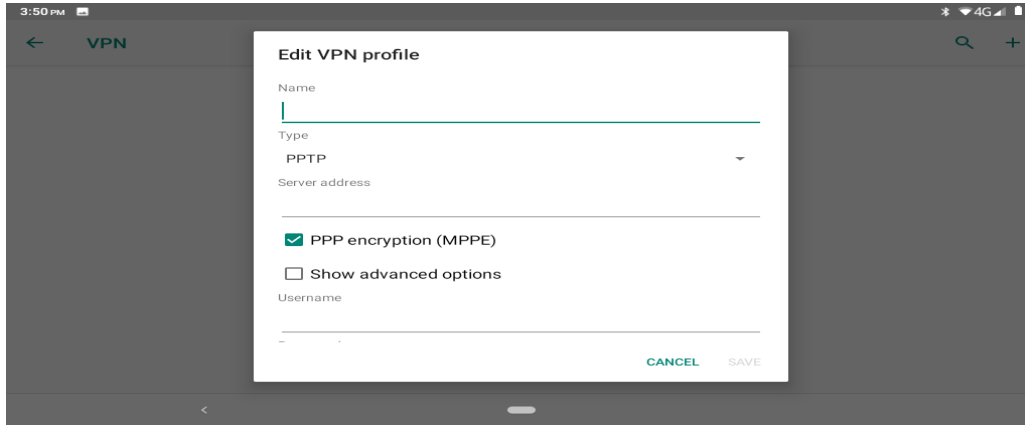 3:50 PM
4G
VPN
Edit VPN profile
Name
Type
PPTP
Server address
PPP encryption (MPPE)
Show advanced options
Username
CANCEL SAVE